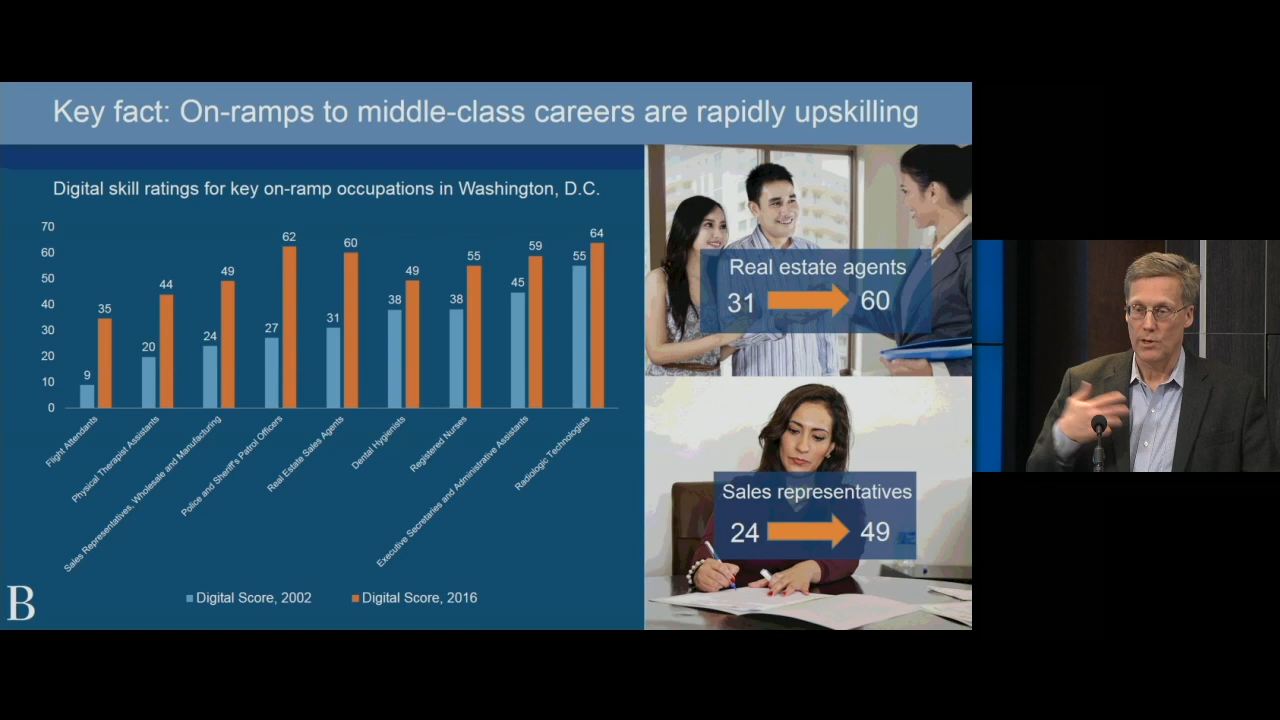 Key fact: On-ramps to middle-class careers are rapidly upskilling
Digital skill ratings for key on-ramp occupations in Washington, D.C.
70
60
50
40
30
20
10
0
9
35
20
44
24
49
27
62
31
60
38
49
38
55
45
59
55
64
Flight Attendants
Physical Therapist Assistants
Sales Representatives, Wholesale and Manufacturing
Police and Sheriff's Patrol Officers
Real Estate Sales Agents
Dental Hygienists
Registered Nurses
Executive Secretaries and Administrative Assistants
Radiologic Technologists
Digital Score, 2002
Digital Score, 2016
B
Real estate agents
31 60
Sales representatives
24 49